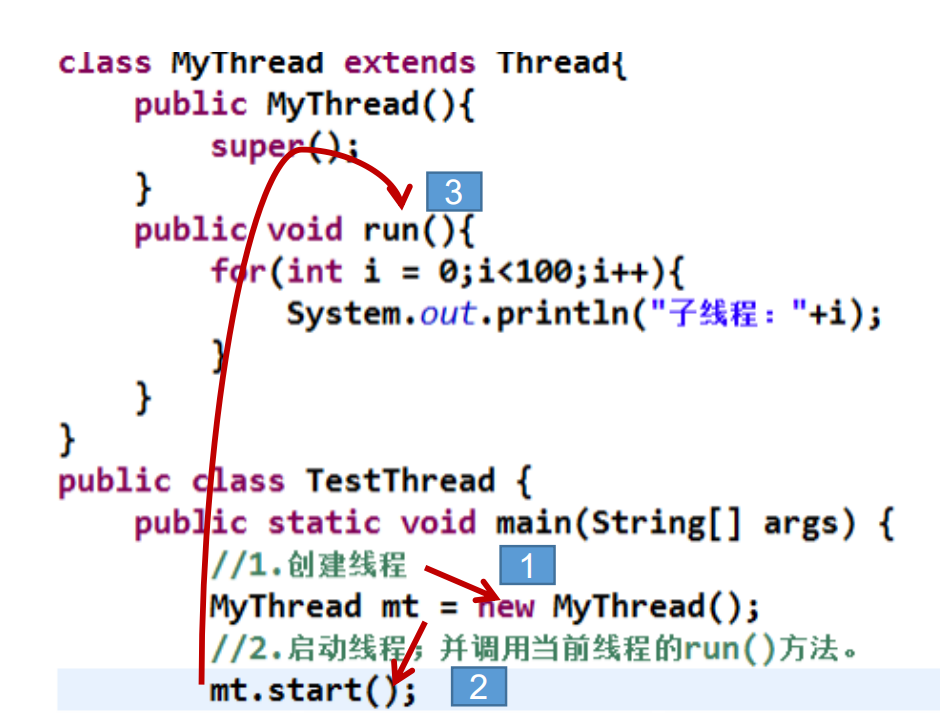 class MyThread extends Thread{
public MyThread(){
super();
}
3
public void run(){
for(int i = 0;i<100;i++){
System.out.println("子线程："+i);
}
}
}
public class TestThread {
public static void main(String[] args) {
//1.创建线程
1
MyThread mt = new MyThread();
//2.启动线程；并调用当前线程的run()方法。
mt.start();
2